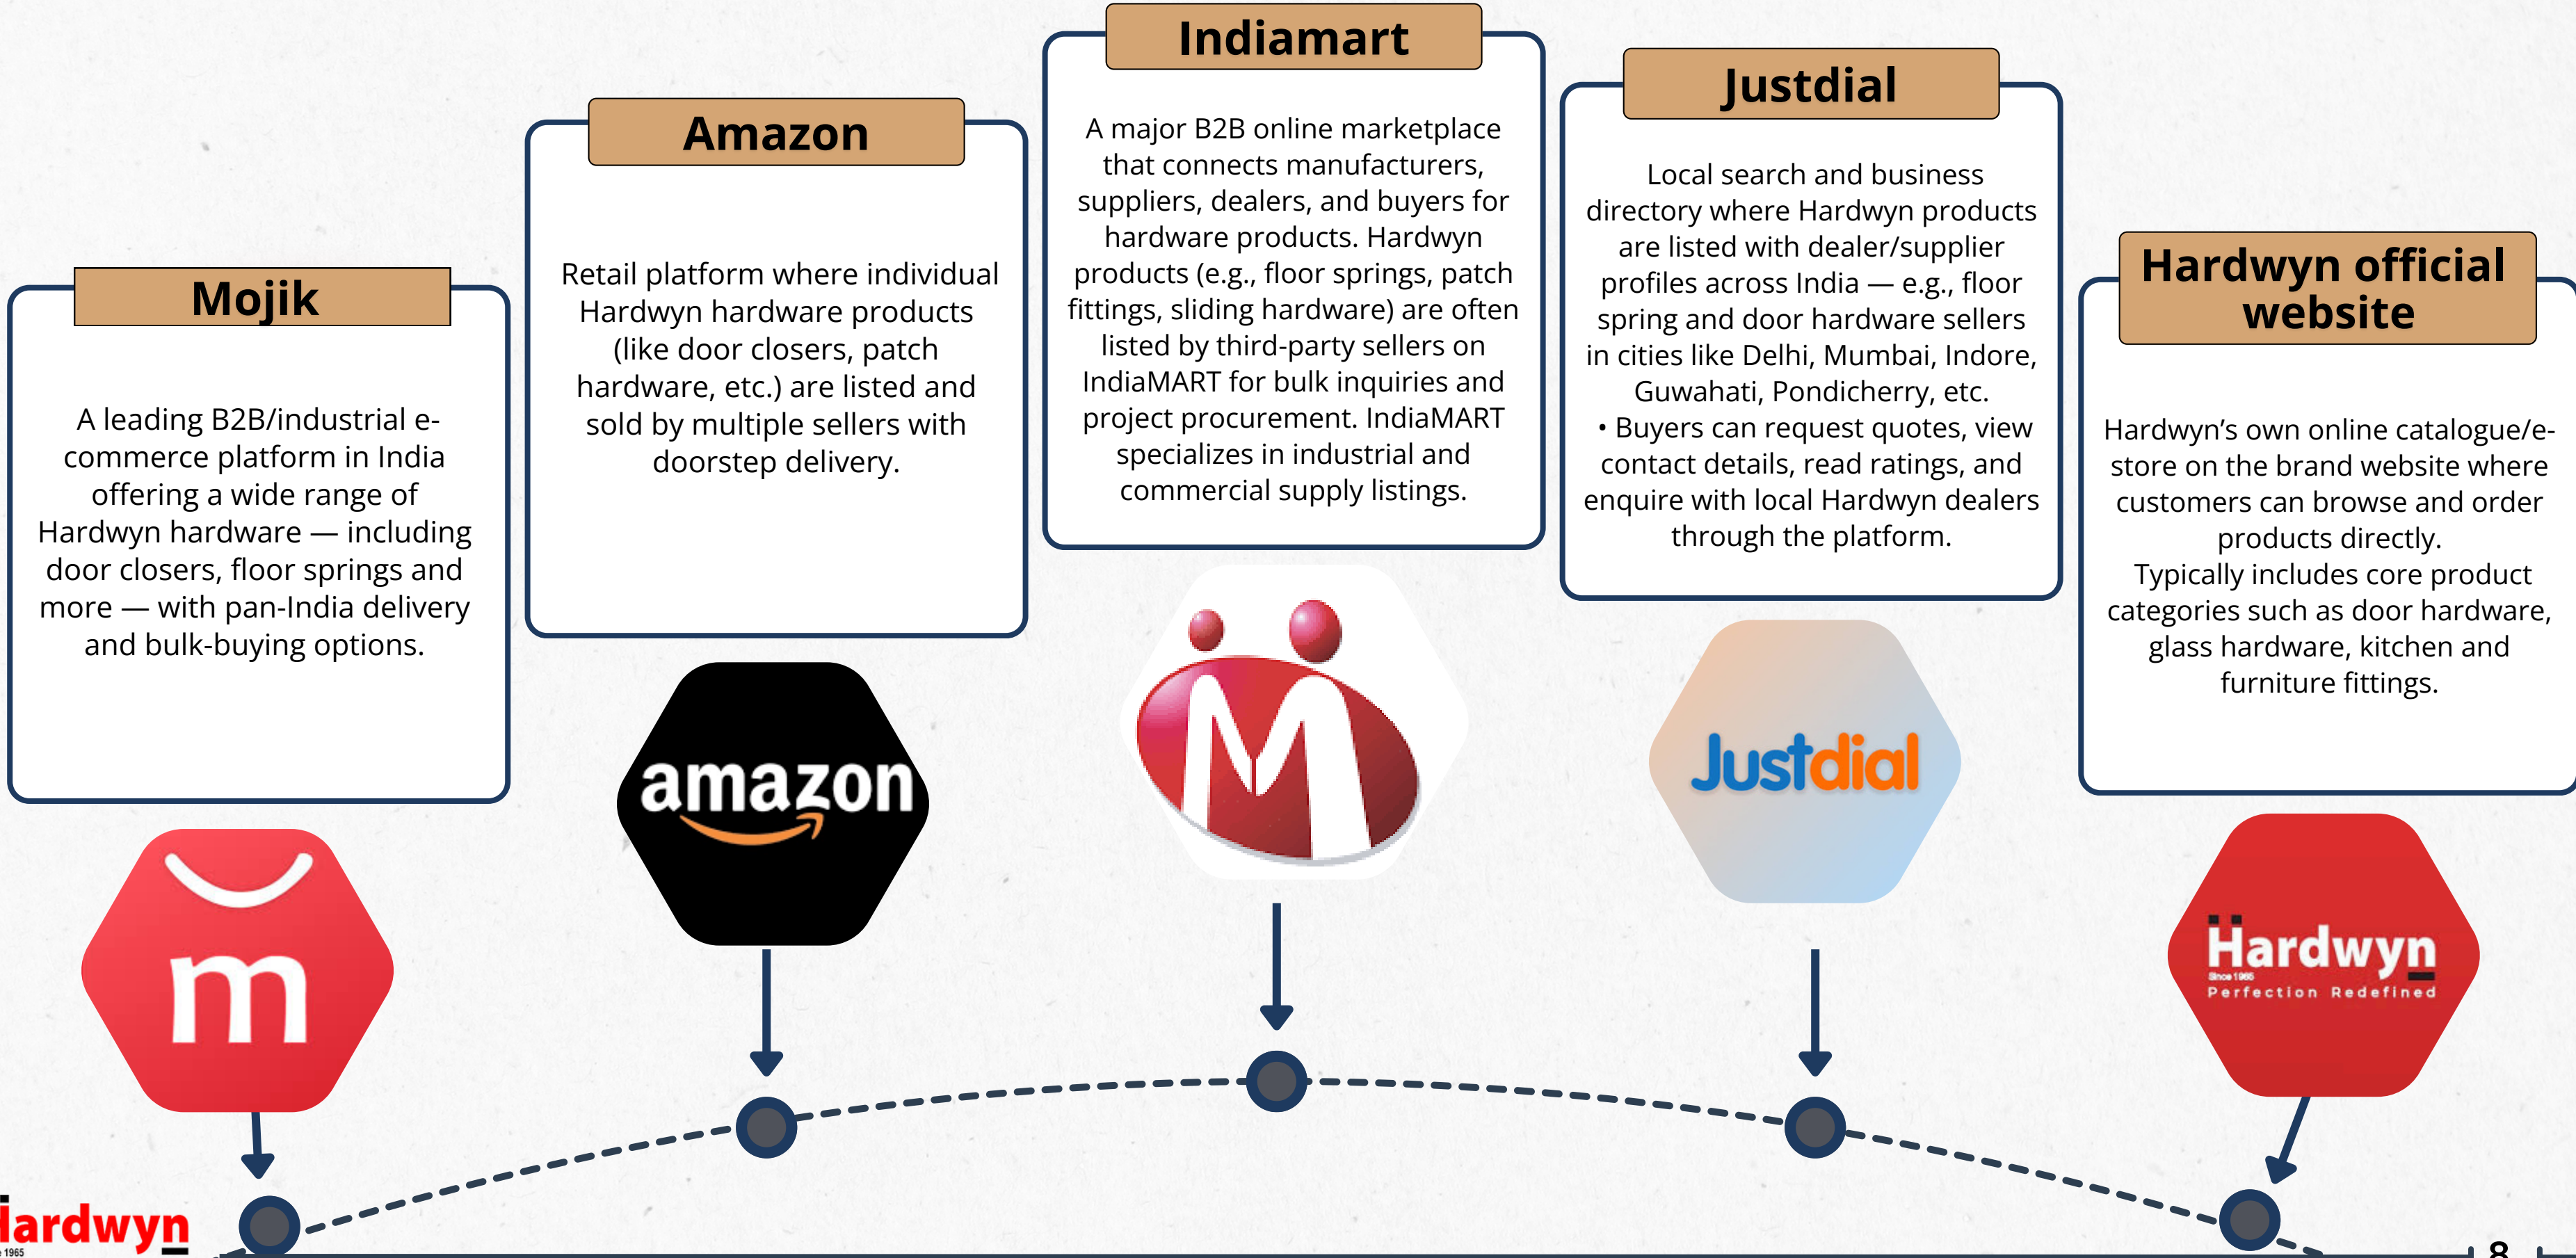 Mojik
A leading B2B/industrial e-
commerce platform in India
offering a wide range of
Hardwyn hardware — including
door closers, floor springs and
more — with pan-India delivery
and bulk-buying options.
m
Amazon
Retail platform where individual
Hardwyn hardware products
(like door closers, patch
hardware, etc.) are listed and
sold by multiple sellers with
doorstep delivery.
amazon
Indiamart
A major B2B online marketplace
that connects manufacturers,
suppliers, dealers, and buyers for
hardware products. Hardwyn
products (e.g., floor springs, patch
fittings, sliding hardware) are often
listed by third-party sellers on
IndiaMART for bulk inquiries and
project procurement. IndiaMART
specializes in industrial and
commercial supply listings.
M
Justdial
Local search and business
directory where Hardwyn products
are listed with dealer/supplier
profiles across India — e.g., floor
spring and door hardware sellers
in cities like Delhi, Mumbai, Indore,
Guwahati, Pondicherry, etc.
• Buyers can request quotes, view
contact details, read ratings, and
enquire with local Hardwyn dealers
through the platform.
Justdial
Hardwyn official
website
Hardwyn’s own online catalogue/e-
store on the brand website where
customers can browse and order
products directly.
Typically includes core product
categories such as door hardware,
glass hardware, kitchen and
furniture fittings.
Hardwyn
Since 1965
Perfection Redefined
Hardwyn
1965
8